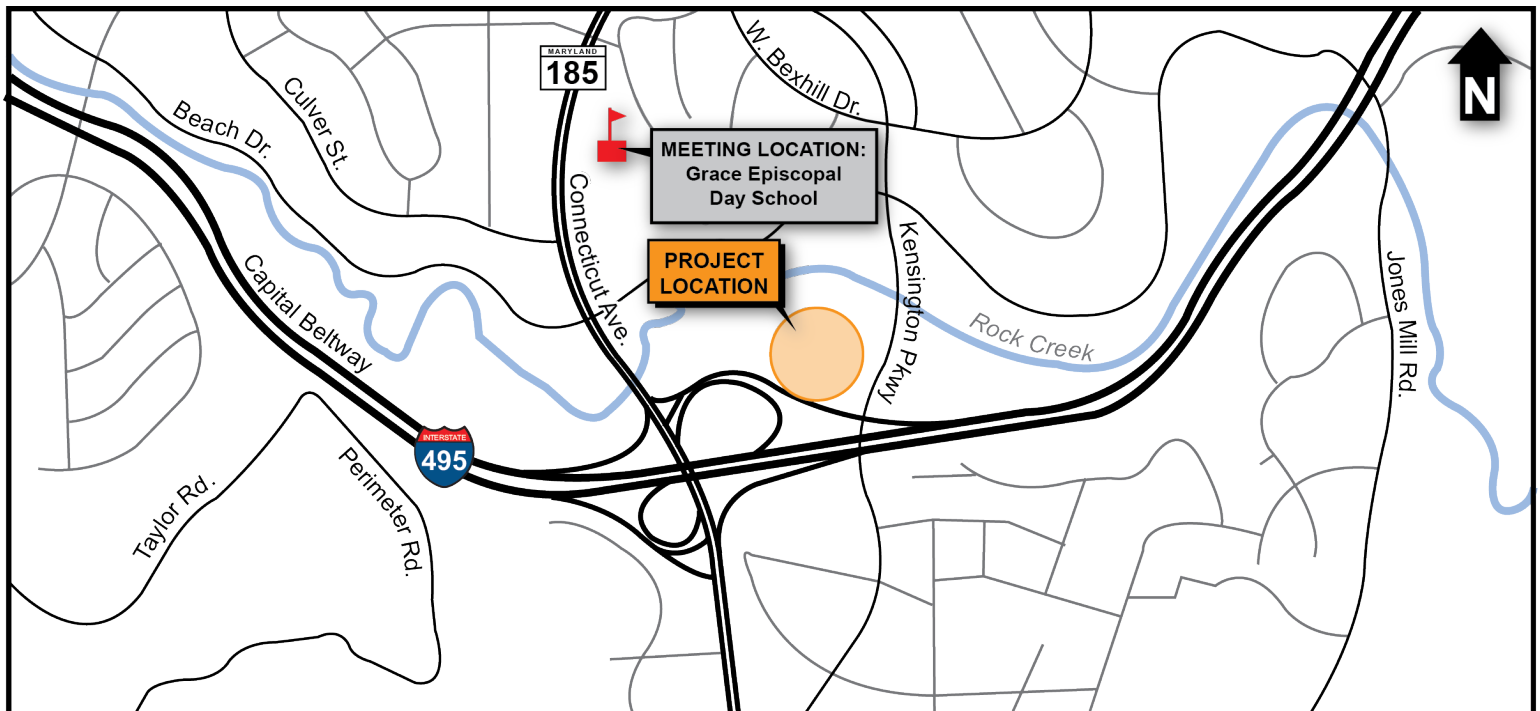 MARYLAND
185
W. Bexhill Dr.
N
Culver St.
Beach Dr.
MEETING LOCATION:
Grace Episcopal
Day School
Connecticut Ave.
Kensington Pkwy
PROJECT
LOCATION
Capital Beltway
Rock Creek
Jones Mill Rd.
INTERSTATE
495
Taylor Rd.
Perimeter Rd.